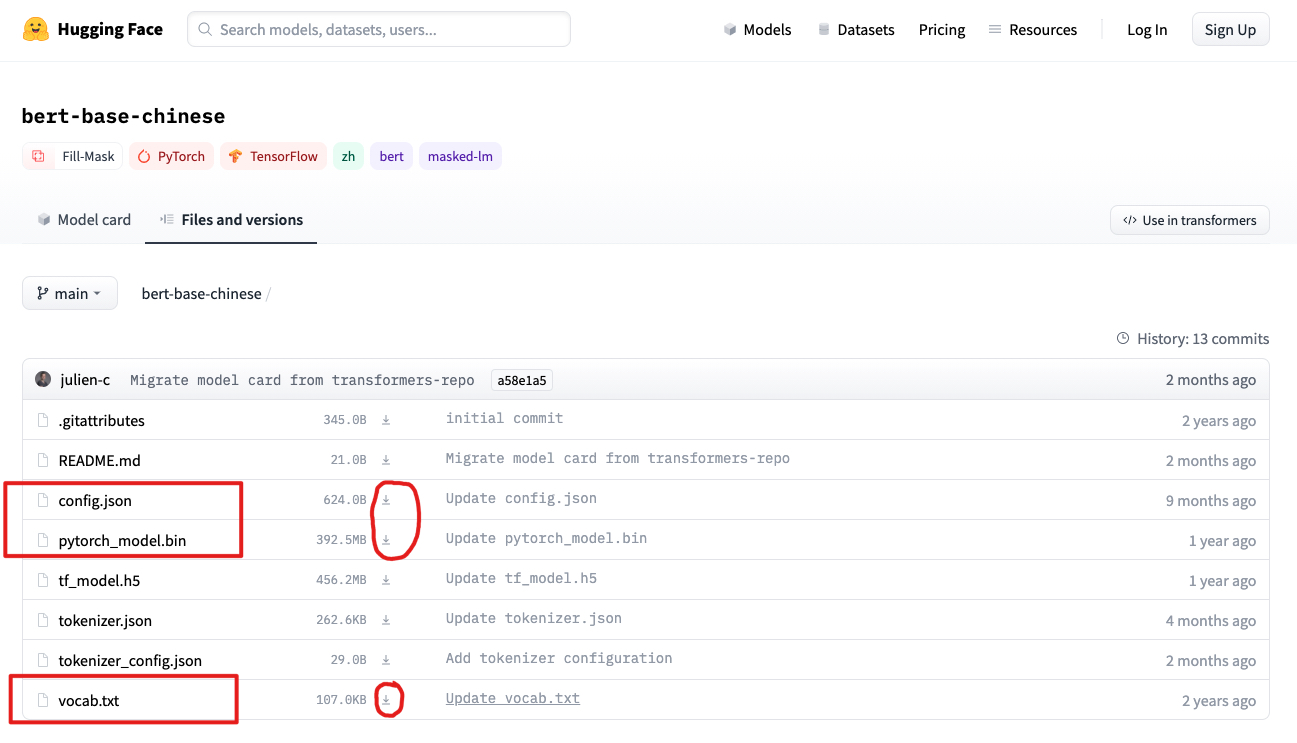 Hugging Face Search models, datasets, users... Models Datasets Pricing Resources Log In Sign Up
bert-base-chinese
Fill-Mask PyTorch TensorFlow zh bert masked-lm
Model card Files and versions </> Use in transformers
main bert-base-chinese /
History: 13 commits
julien-c Migrate model card from transformers-repo a58e1a5 2 months ago
.gitattributes 345.0B initial commit 2 years ago
README.md 21.0B Migrate model card from transformers-repo 2 months ago
config.json 624.0B Update config.json 9 months ago
pytorch_model.bin 392.5MB Update pytorch_model.bin 1 year ago
tf_model.h5 456.2MB Update tf_model.h5 1 year ago
tokenizer.json 262.6KB Update tokenizer.json 4 months ago
tokenizer_config.json 29.0B Add tokenizer configuration 2 months ago
vocab.txt 107.0KB Update vocab.txt 2 years ago